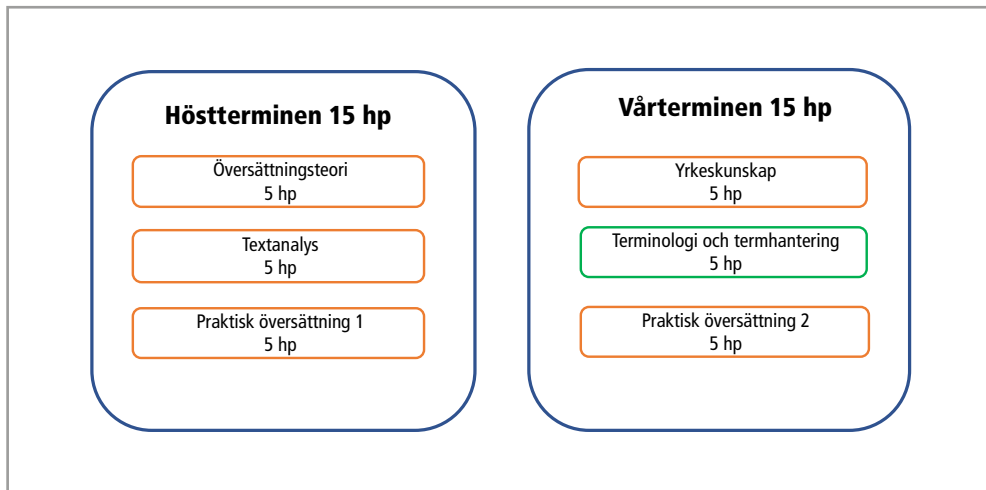 Höstterminen 15 hp
Översättningsteori
5 hp
Textanalys
5 hp
Praktisk översättning 1
5 hp
Vårterminen 15 hp
Yrkeskunskap
5 hp
Terminologi och termhantering
5 hp
Praktisk översättning 2
5 hp